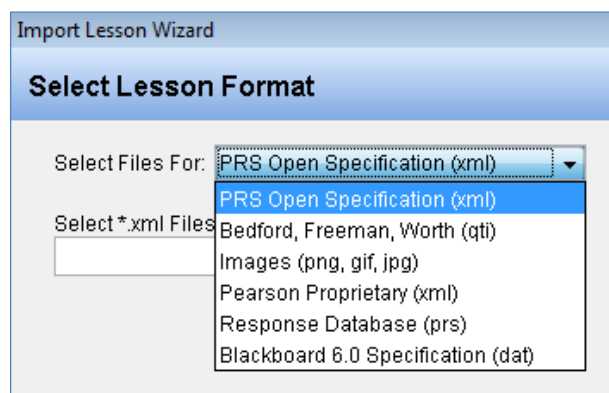 Import Lesson Wizard
Select Lesson Format
Select Files For: PRS Open Specification (xml)
PRS Open Specification (xml)
Select *.xml Files
Bedford, Freeman, Worth (qti)
Images (png, gif, jpg)
Pearson Proprietary (xml)
Response Database (prs)
Blackboard 6.0 Specification (dat)